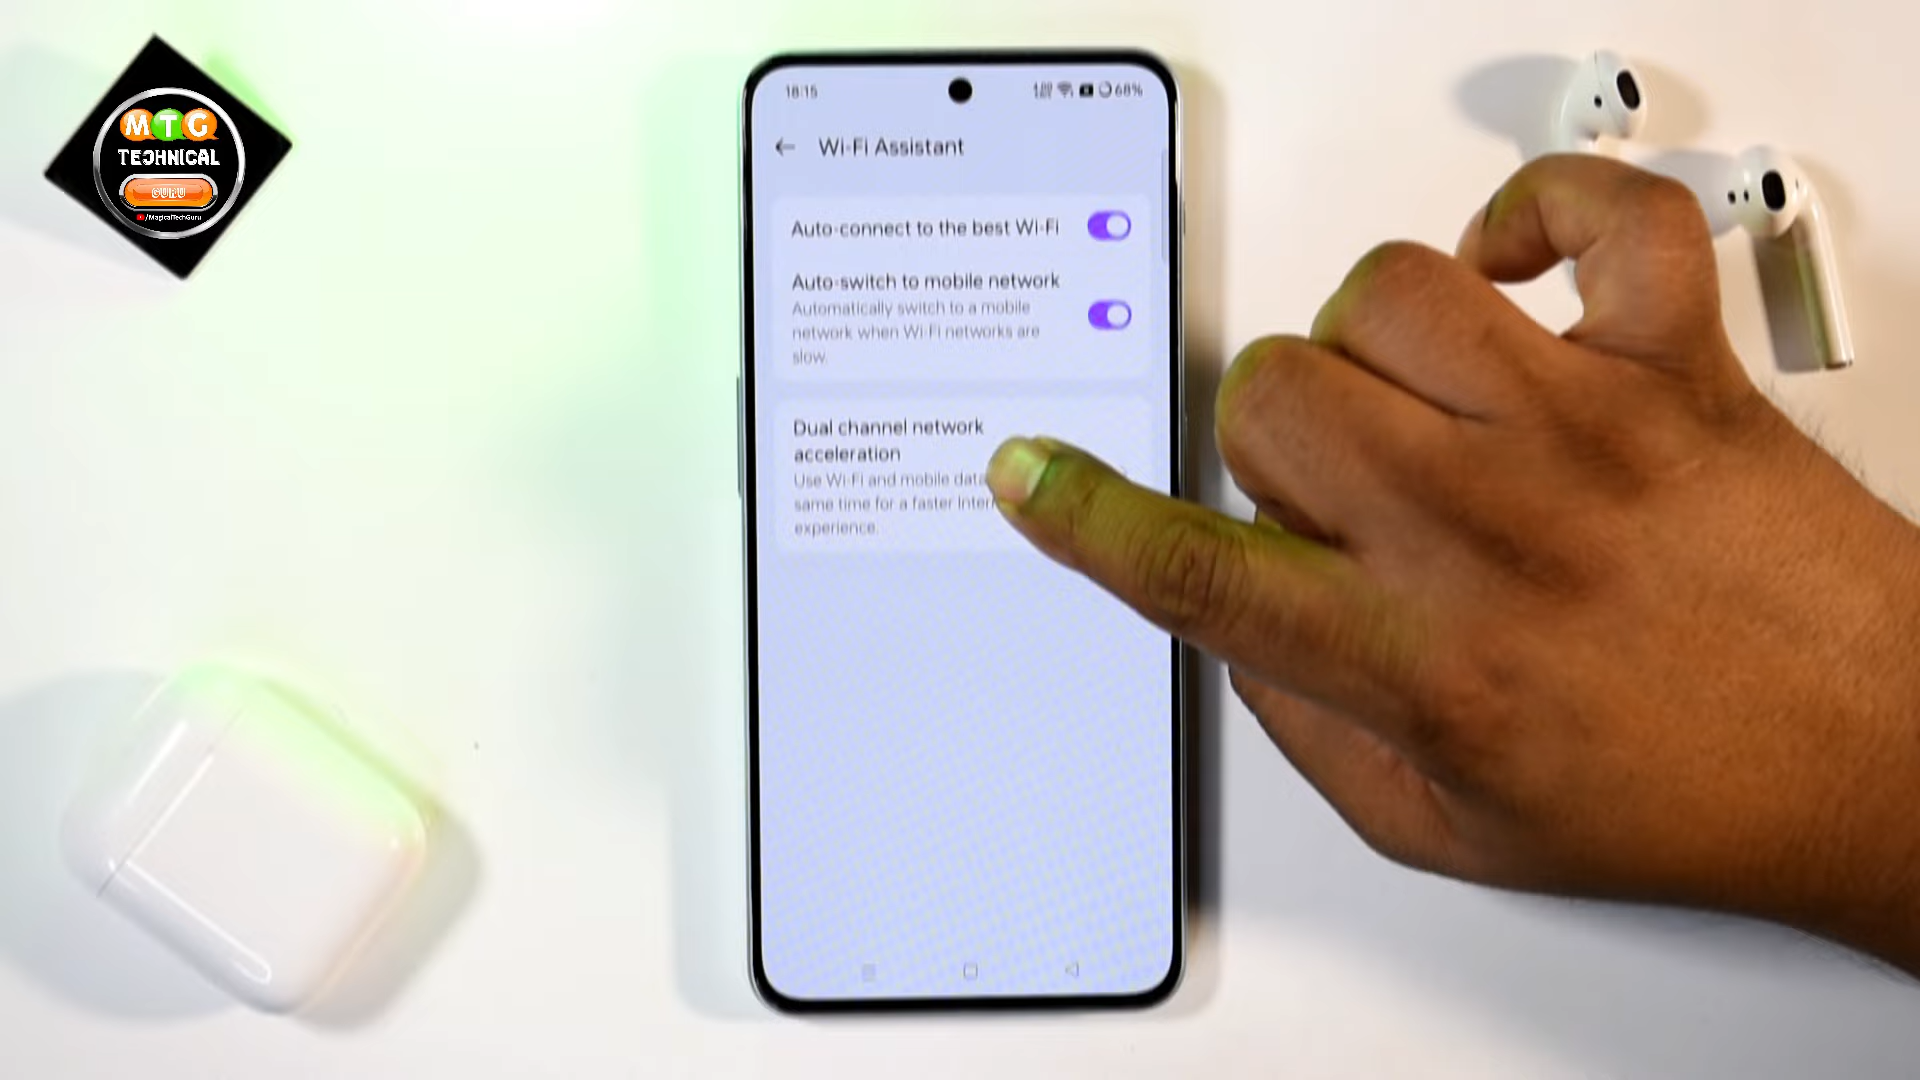 MTG
TECHNICAL
GURU
/MagicalTechGuru
18:15
68%
Wi-Fi Assistant
Auto-connect to the best Wi-Fi
Auto-switch to mobile network
Automatically switch to a mobile
network when Wi-Fi networks are
slow.
Dual channel network
acceleration
Use Wi-Fi and mobile data
same time for a faster
experience.